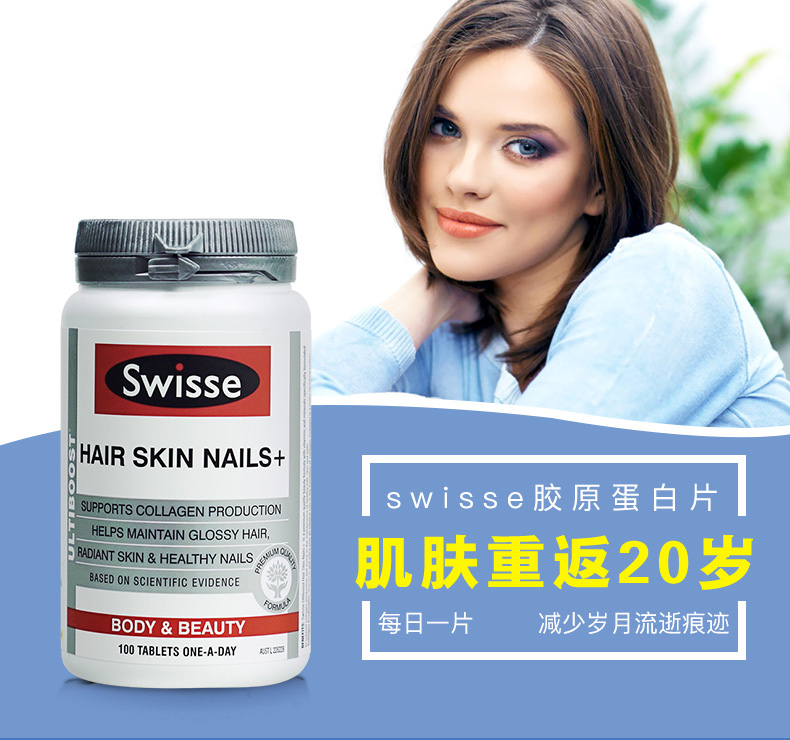 Swisse
ULTIBOOST
HAIR SKIN NAILS+
SUPPORTS COLLAGEN PRODUCTION
HELPS MAINTAIN GLOSSY HAIR,
RADIANT SKIN & HEALTHY NAILS
BASED ON SCIENTIFIC EVIDENCE
PREMIUM QUALITY
FORMULA
BODY & BEAUTY
100 TABLETS ONE-A-DAY
swisse胶原蛋白片
肌肤重返20岁
每日一片 减少岁月流逝痕迹